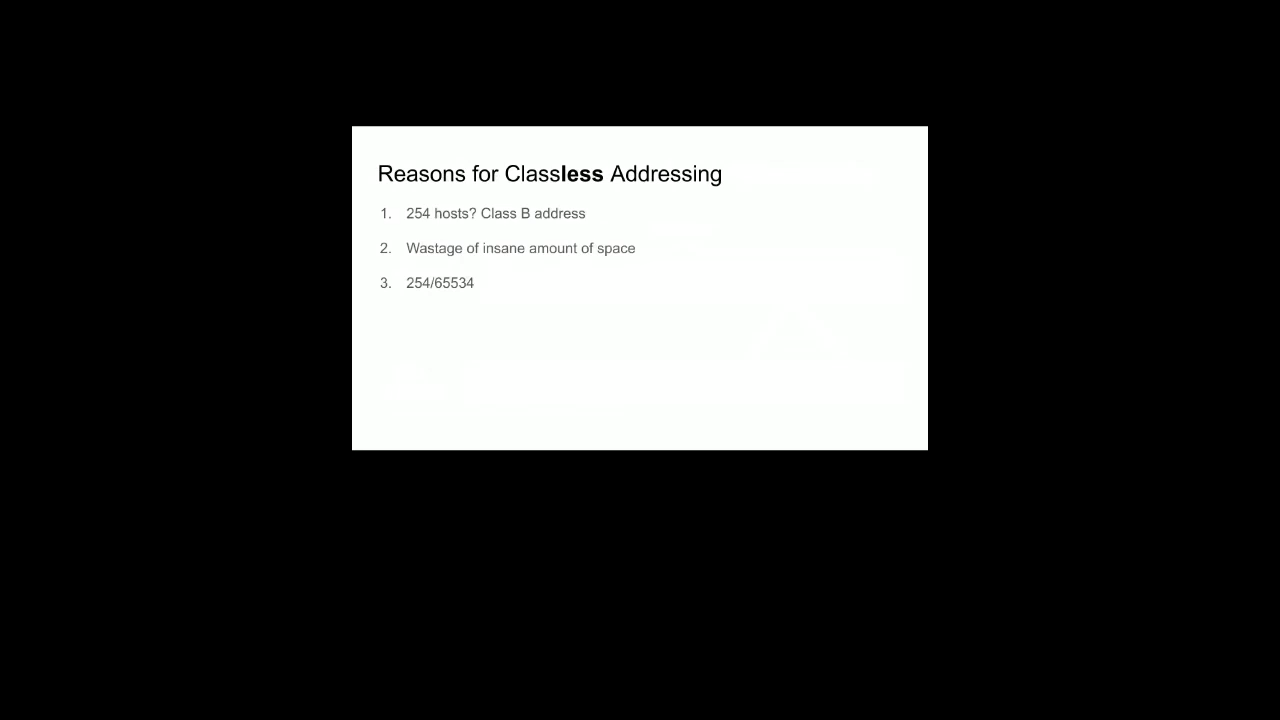 Reasons for Classless Addressing
1. 254 hosts? Class B address
2. Wastage of insane amount of space
3. 254/65534